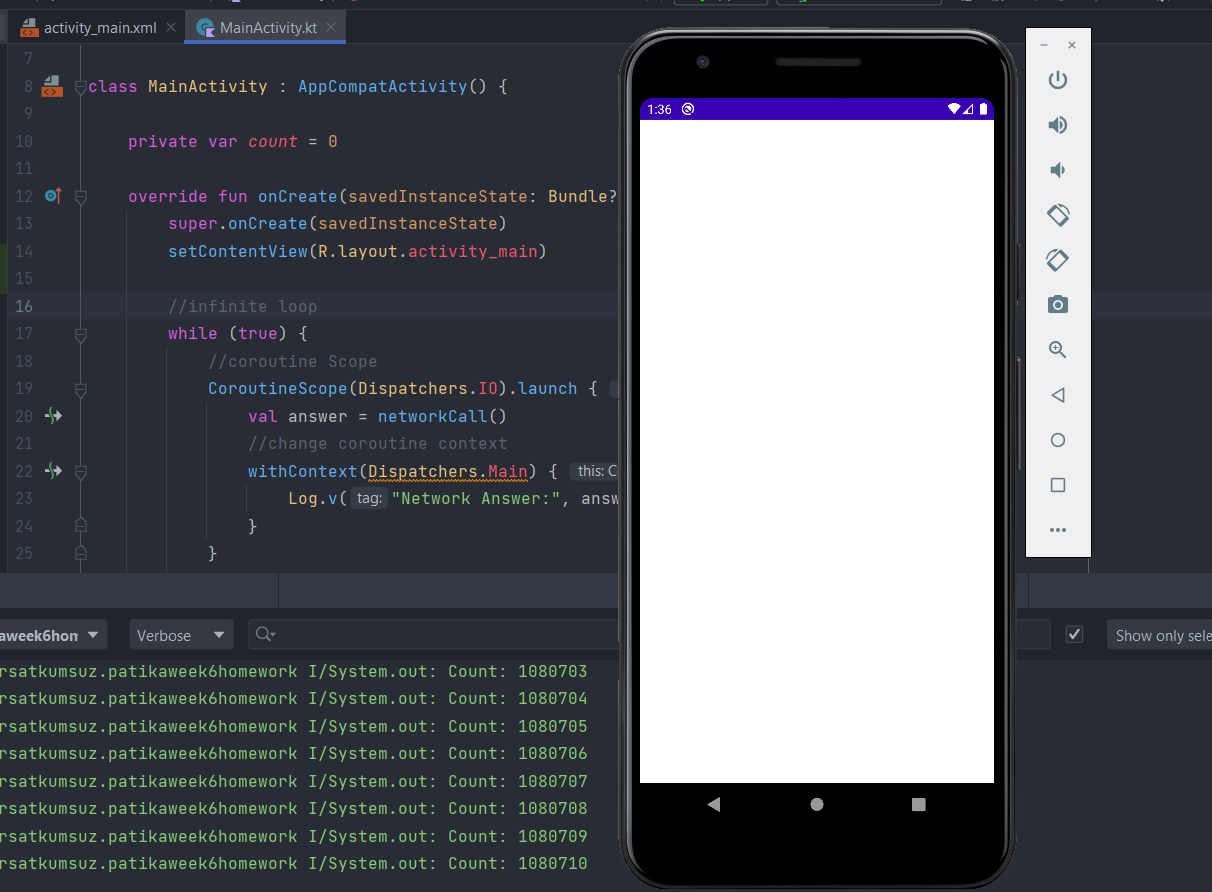 activity_main.xml
MainActivity.kt
7
8 class MainActivity : AppCompatActivity() {
9
10 private var count = 0
11
12 override fun onCreate(savedInstanceState: Bundle?
13 super.onCreate(savedInstanceState)
14 setContentView(R.layout.activity_main)
15
16 //infinite loop
17 while (true) {
18 //coroutine Scope
19 CoroutineScope(Dispatchers.IO).launch {
20 val answer = networkCall()
21 //change coroutine context
22 withContext(Dispatchers.Main) { this: C
23 Log.v( tag: "Network Answer:", answ
24 }
25 }
1:36
aweek6hom
Verbose
Show only sele
rsatkumsuz.patikaweek6homework I/System.out: Count: 1080703
rsatkumsuz.patikaweek6homework I/System.out: Count: 1080704
rsatkumsuz.patikaweek6homework I/System.out: Count: 1080705
rsatkumsuz.patikaweek6homework I/System.out: Count: 1080706
rsatkumsuz.patikaweek6homework I/System.out: Count: 1080707
rsatkumsuz.patikaweek6homework I/System.out: Count: 1080708
rsatkumsuz.patikaweek6homework I/System.out: Count: 1080709
rsatkumsuz.patikaweek6homework I/System.out: Count: 1080710